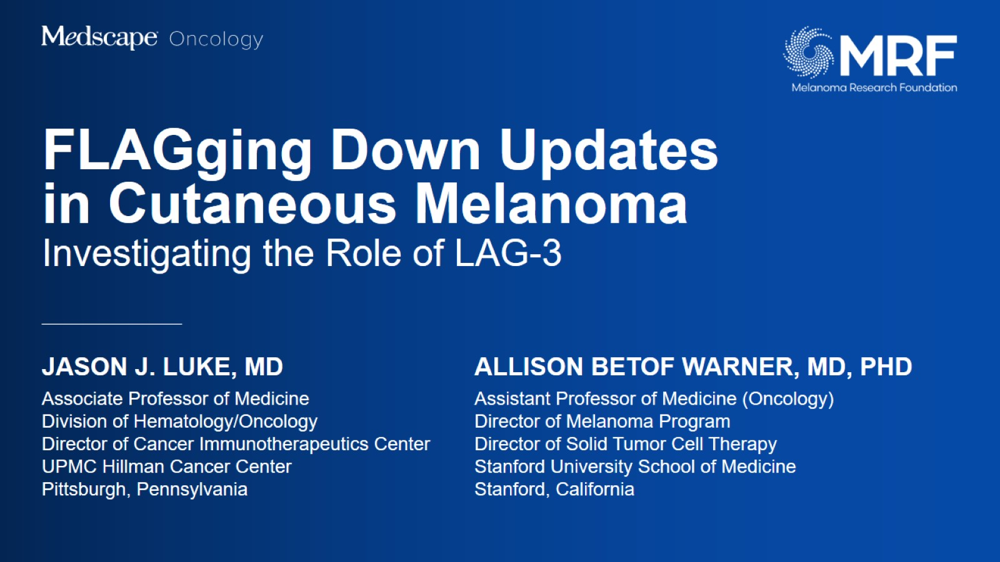 Medscape Oncology
MRF
Melanoma Research Foundation
FLAGging Down Updates
in Cutaneous Melanoma
Investigating the Role of LAG-3
JASON J. LUKE, MD
Associate Professor of Medicine
Division of Hematology/Oncology
Director of Cancer Immunotherapeutics Center
UPMC Hillman Cancer Center
Pittsburgh, Pennsylvania
ALLISON BETOF WARNER, MD, PHD
Assistant Professor of Medicine (Oncology)
Director of Melanoma Program
Director of Solid Tumor Cell Therapy
Stanford University School of Medicine
Stanford, California